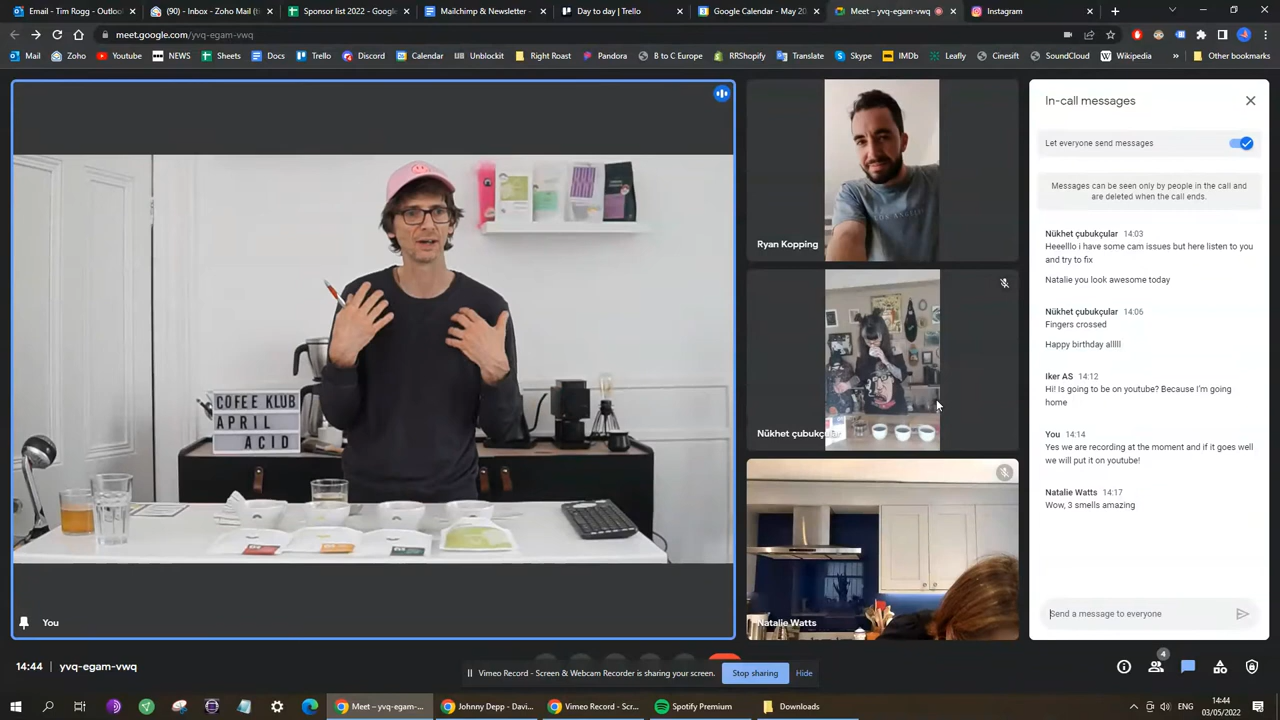 Tim Rogg - Outlo
(90) Inbox - Zoho Mail (t
Sponsor list 2022 - Google
Mailchimp & Newsletter -
Day to day | Trello
Google Calendar - May 20
Meet – yvq-egam-vwq
Instagram
meet.google.com/yvq-egam-vwq
Mail
YouTube
NEWS
Sheets
Docs
Trello
Discord
Calendar
Unblockit
Right Roast
Pandora
B to C Europe
RRShopify
Translate
Skype
IMDb
Leafly
Cinesift
SoundCloud
Wikipedia
»
Other bookmarks
COFEE KLUB
APRIL
ACID
You
Ryan Kopping
Nükhet çubukçular
Natalie Watts
In-call messages
Let everyone send messages
Messages can be seen only by people in the call and
are deleted when the call ends.
Nükhet çubukçular 14:03
Heeelllo i have some cam issues but here listen to you
and try to fix
Natalie you look awesome today
Nükhet çubukçular 14:06
Fingers crossed
Happy birthday alllll
Iker AS 14:12
Hi! Is going to be on youtube? Because I'm going
home
You 14:14
Yes we are recording at the moment and if it goes well
we will put it on youtube!
Natalie Watts 14:17
Wow, 3 smells amazing
Send a message to everyone
14:44 yvq-egam-vwq
Vimeo Record - Screen & Webcam Recorder is sharing your screen.
Stop sharing
Hide
4
Meet – yvq-egam-...
Johnny Depp - Davi...
Vimeo Record - Scr...
Spotify Premium
Downloads
14:44
03/05/2022